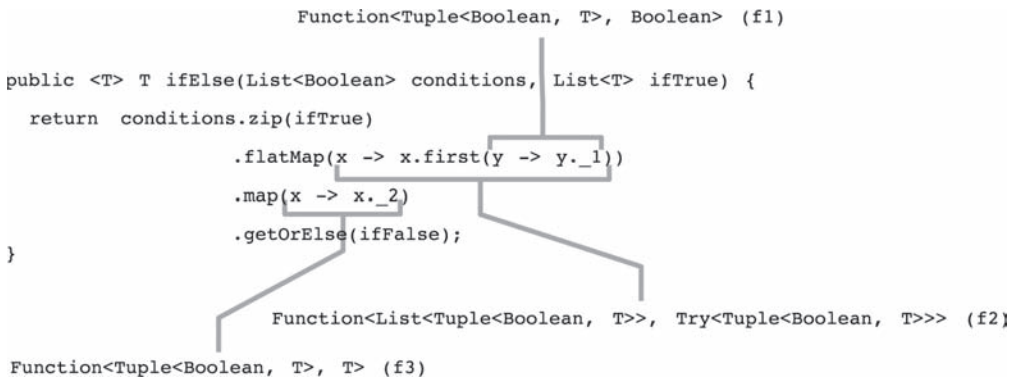 Function<Tuple<Boolean, T>, Boolean> (f1)
public <T> T ifElse(List<Boolean> conditions, List<T> ifTrue) {
return conditions.zip(ifTrue)
.flatMap(x -> x.first(y -> y._1))
.map(x -> x._2)
.getOrElse(ifFalse);
}
Function<List<Tuple<Boolean, T>>, Try<Tuple<Boolean, T>>> (f2)
Function<Tuple<Boolean, T>, T> (f3)